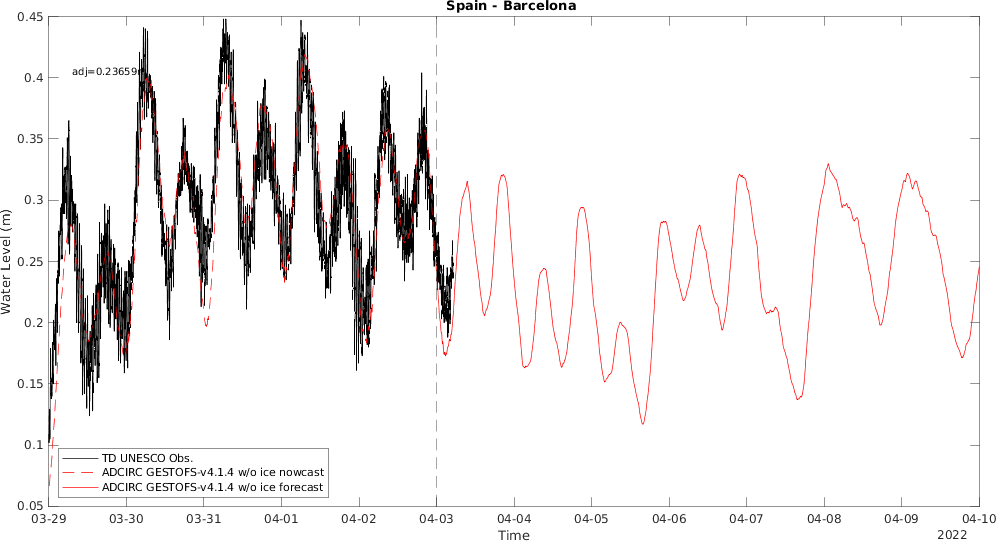 Spain - Barcelona
0.45
0.4
0.35
0.3
0.25
0.2
0.15
0.1
0.05
Water Level (m)
adj=0.23659
TD UNESCO Obs.
ADCIRC GESTOFS-v4.1.4 w/o ice nowcast
ADCIRC GESTOFS-v4.1.4 w/o ice forecast
03-29 03-30 03-31 04-01 04-02 04-03 04-04 04-05 04-06 04-07 04-08 04-09 04-10
Time
2022